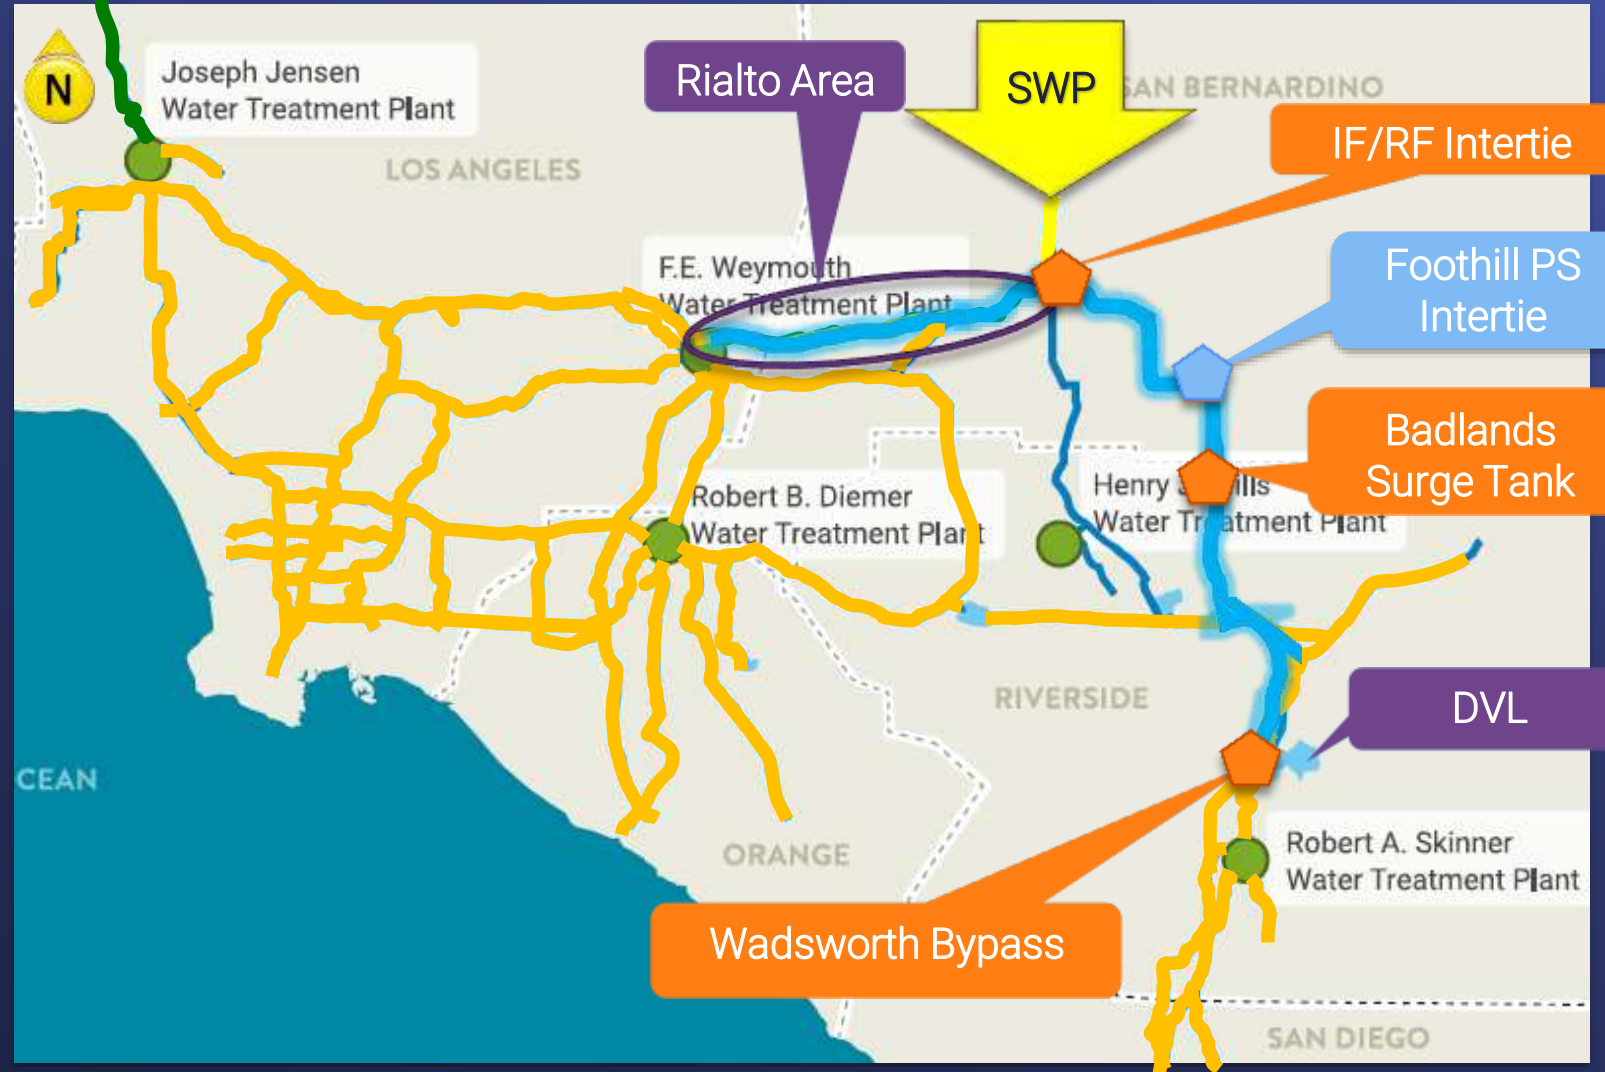 N
Joseph Jensen
Water Treatment Plant
LOS ANGELES
Rialto Area
SWP
SAN BERNARDINO
IF/RF Intertie
Foothill PS
Intertie
F.E. Weymouth
Water Treatment Plant
Badlands
Surge Tank
Robert B. Diemer
Water Treatment Plant
Henry
Water Treatment Plant
RIVERSIDE
DVL
CEAN
ORANGE
Robert A. Skinner
Water Treatment Plant
Wadsworth Bypass
SAN DIEGO